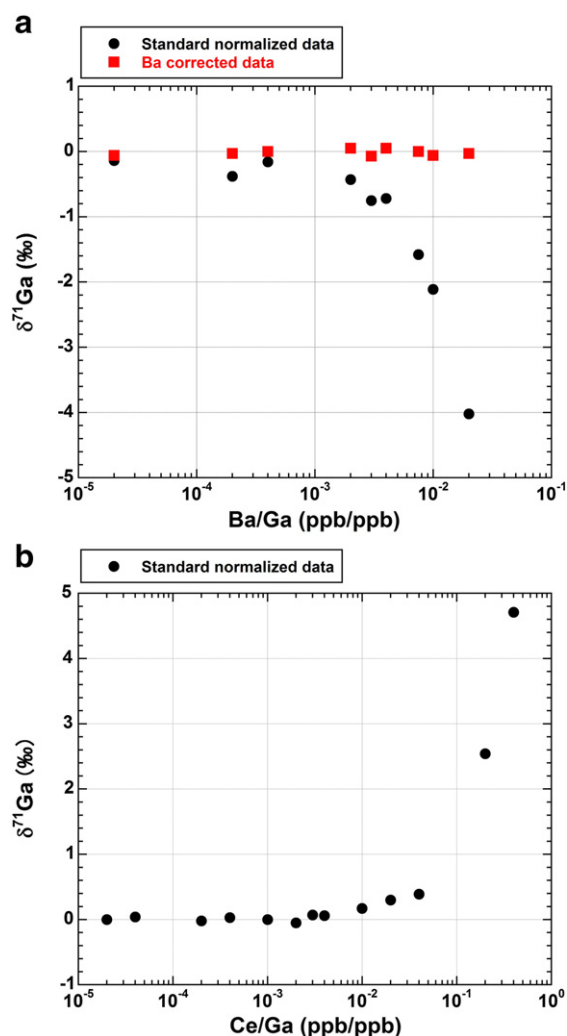 a
Standard normalized data
Ba corrected data
1
0
-1
-2
-3
-4
-5
δ⁷¹Ga (‰)
10⁻⁵ 10⁻⁴ 10⁻³ 10⁻² 10⁻¹
Ba/Ga (ppb/ppb)
b
Standard normalized data
5
4
3
2
1
0
-1
δ⁷¹Ga (‰)
10⁻⁵ 10⁻⁴ 10⁻³ 10⁻² 10⁻¹ 10⁰
Ce/Ga (ppb/ppb)